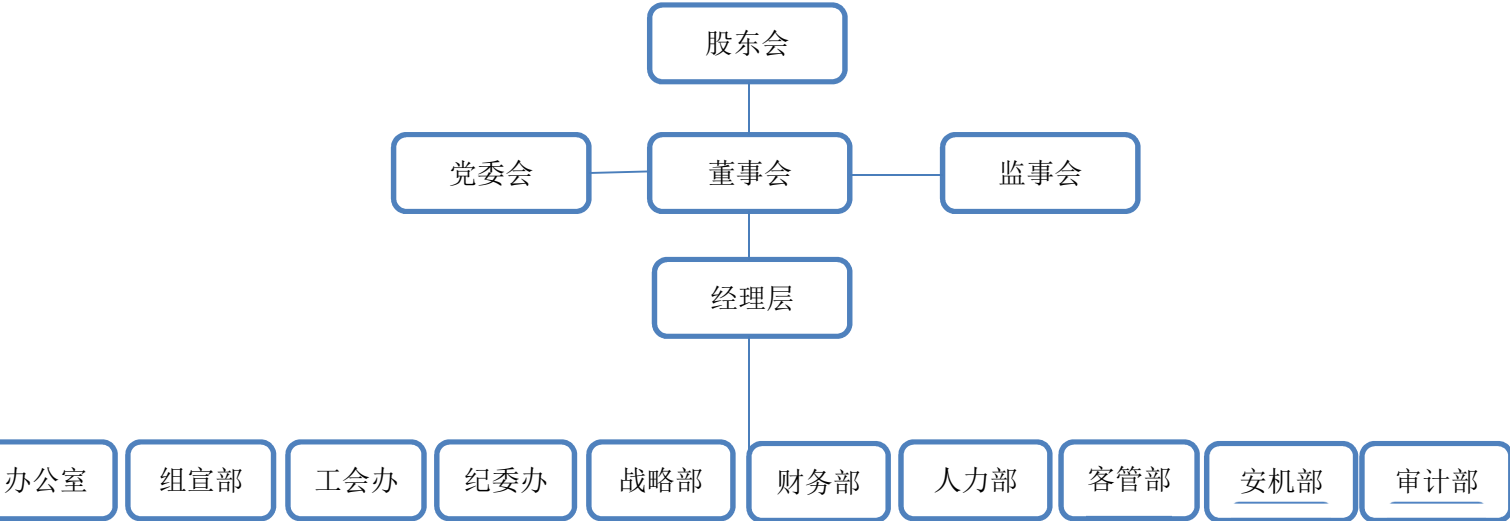 股东会
党委会
董事会
监事会
经理层
办公室
组宣部
工会办
纪委办
战略部
财务部
人力部
客管部
安机部
审计部